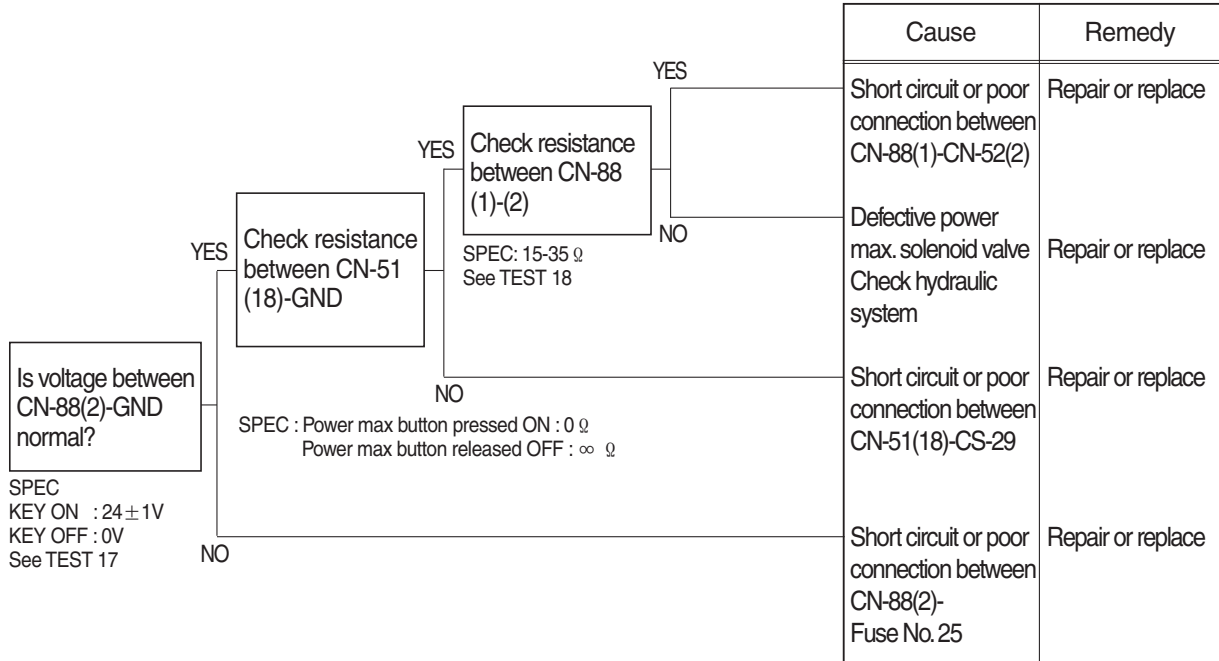 Cause
Remedy
YES
Short circuit or poor
connection between
CN-88(1)-CN-52(2)
Repair or replace
YES
Check resistance
between CN-88
(1)-(2)
NO
SPEC: 15-35 Ω
See TEST 18
Defective power
max. solenoid valve
Check hydraulic
system
Repair or replace
YES
Check resistance
between CN-51
(18)-GND
NO
SPEC : Power max button pressed ON : 0 Ω
Power max button released OFF : ∞ Ω
Short circuit or poor
connection between
CN-51(18)-CS-29
Repair or replace
Is voltage between
CN-88(2)-GND
normal?
SPEC
KEY ON : 24±1V
KEY OFF : 0V
See TEST 17
NO
Short circuit or poor
connection between
CN-88(2)-
Fuse No. 25
Repair or replace